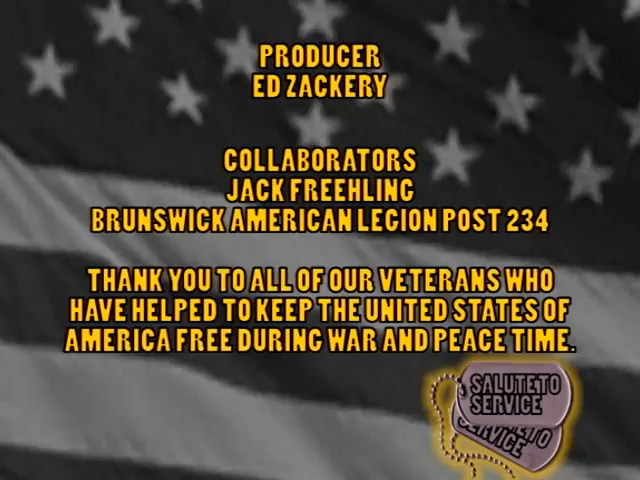 PRODUCER
ED ZACKERY
COLLABORATORS
JACK FREEHLING
BRUNSWICK AMERICAN LEGION POST 234
THANK YOU TO ALL OF OUR VETERANS WHO
HAVE HELPED TO KEEP THE UNITED STATES OF
AMERICA FREE DURING WAR AND PEACE TIME.
SALUTE TO
SERVICE
SERVICE